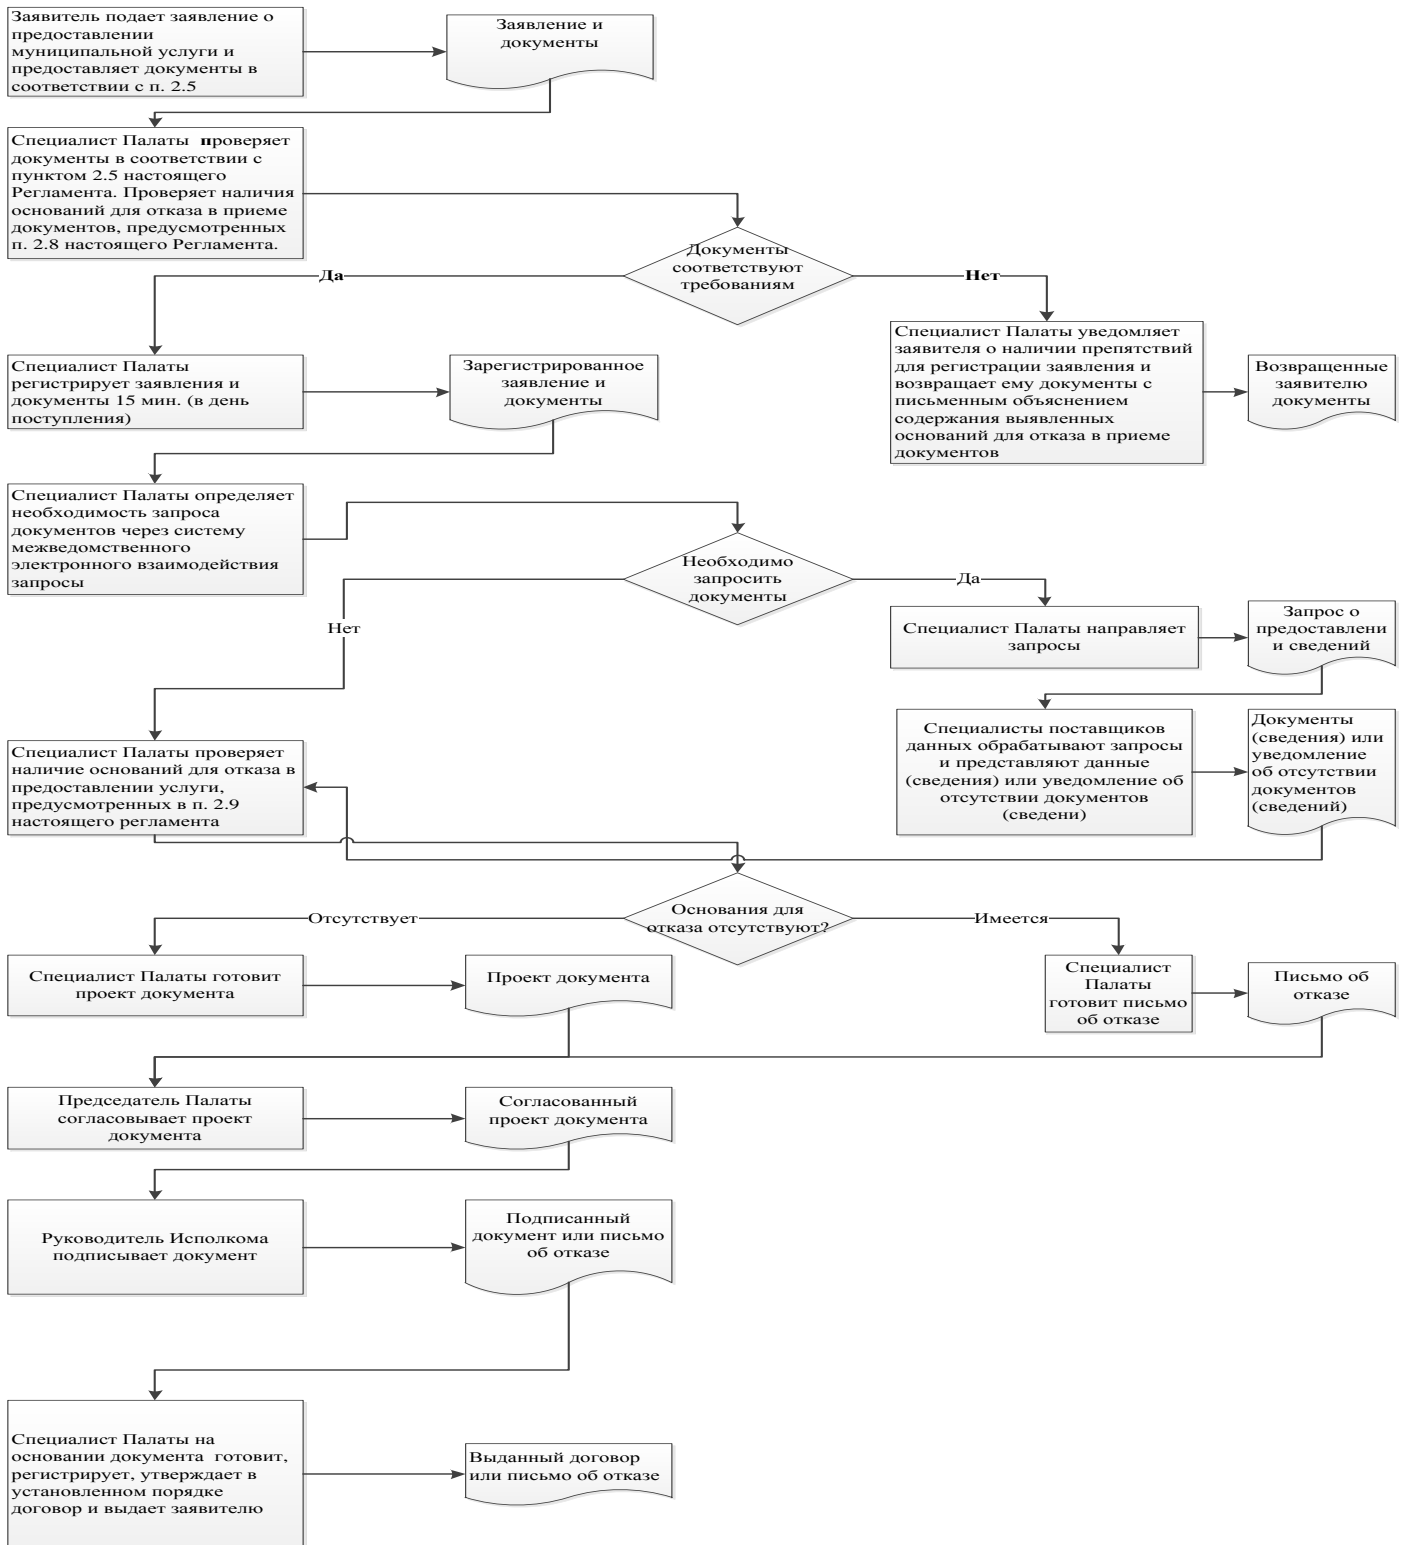 Заявитель подает заявление о
предоставлении
муниципальной услуги и
предоставляет документы в
соответствии с п. 2.5
Заявление и
документы
Специалист Палаты проверяет
документы в соответствии с
пунктом 2.5 настоящего
Регламента. Проверяет наличия
оснований для отказа в приеме
документов, предусмотренных
п. 2.8 настоящего Регламента.
Документы
соответствуют
требованиям
Да
Нет
Специалист Палаты
регистрирует заявления и
документы 15 мин. (в день
поступления)
Зарегистрированное
заявление и
документы
Специалист Палаты уведомляет
заявителя о наличии препятствий
для регистрации заявления и
возвращает ему документы с
письменным объяснением
содержания выявленных
оснований для отказа в приеме
документов
Возвращенные
заявителю
документы
Специалист Палаты определяет
необходимость запроса
документов через систему
межведомственного
электронного взаимодействия
запросы
Необходимо
запросить
документы
Да
Нет
Специалист Палаты направляет
запросы
Запрос о
предоставлени
и сведений
Специалисты поставщиков
данных обрабатывают запросы
и представляют данные
(сведения) или уведомление об
отсутствии документов
(сведени)
Документы
(сведения) или
уведомление
об отсутствии
документов
(сведений)
Специалист Палаты проверяет
наличие оснований для отказа в
предоставлении услуги,
предусмотренных в п. 2.9
настоящего регламента
Основания для
отказа отсутствуют?
Отсутствует
Имеется
Специалист Палаты готовит
проект документа
Проект документа
Специалист
Палаты
готовит письмо
об отказе
Письмо об
отказе
Председатель Палаты
согласовывает проект
документа
Согласованный
проект документа
Руководитель Исполкома
подписывает документ
Подписанный
документ или письмо
об отказе
Специалист Палаты на
основании документа готовит,
регистрирует, утверждает в
установленном порядке
договор и выдает заявителю
Выданный договор
или письмо об отказе